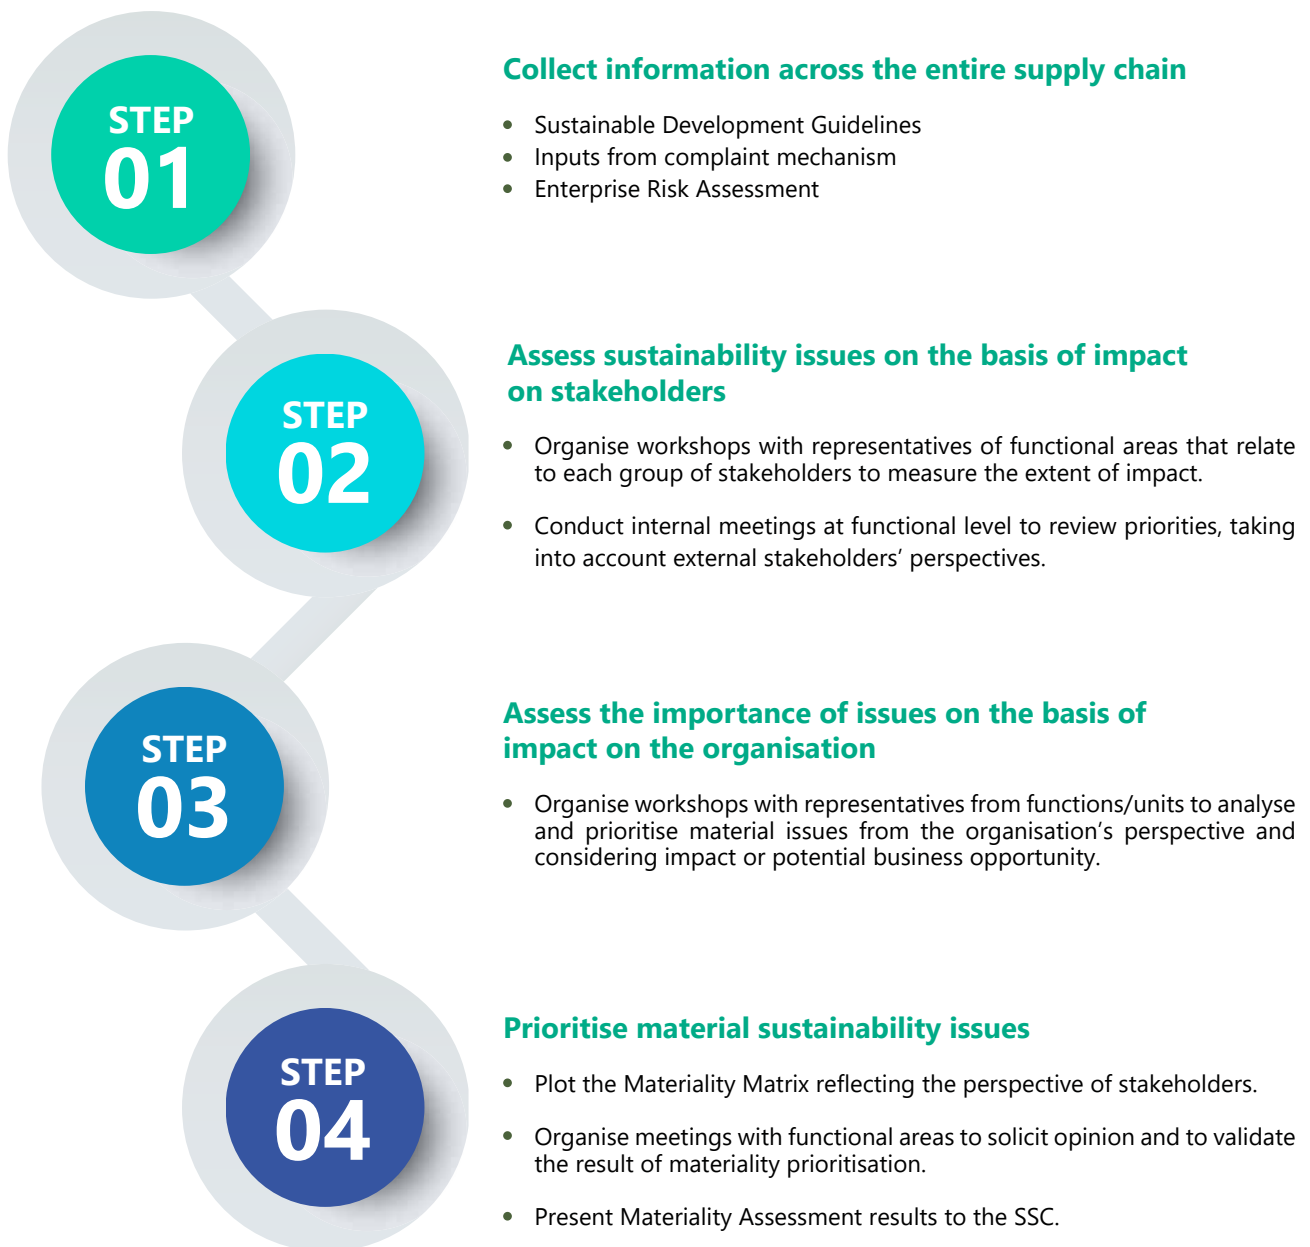 STEP
01
Collect information across the entire supply chain
• Sustainable Development Guidelines
• Inputs from complaint mechanism
• Enterprise Risk Assessment
STEP
02
Assess sustainability issues on the basis of impact
on stakeholders
• Organise workshops with representatives of functional areas that relate
to each group of stakeholders to measure the extent of impact.
• Conduct internal meetings at functional level to review priorities, taking
into account external stakeholders’ perspectives.
STEP
03
Assess the importance of issues on the basis of
impact on the organisation
• Organise workshops with representatives from functions/units to analyse
and prioritise material issues from the organisation’s perspective and
considering impact or potential business opportunity.
STEP
04
Prioritise material sustainability issues
• Plot the Materiality Matrix reflecting the perspective of stakeholders.
• Organise meetings with functional areas to solicit opinion and to validate
the result of materiality prioritisation.
• Present Materiality Assessment results to the SSC.